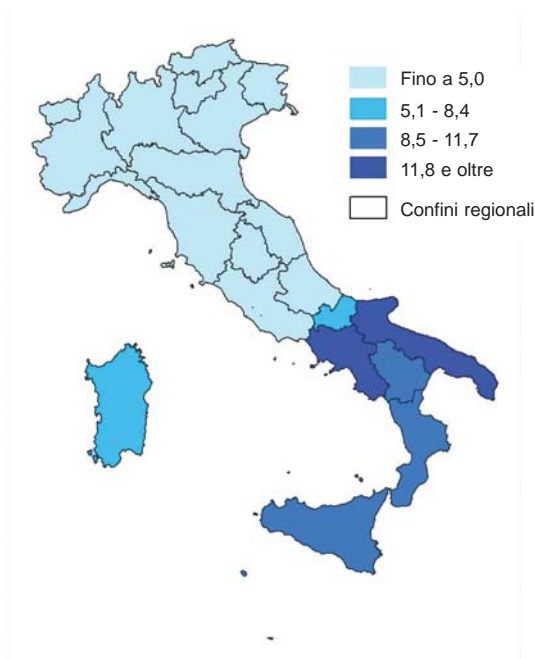 Fino a 5,0
5,1 - 8,4
8,5 - 11,7
11,8 e oltre
Confini regionali